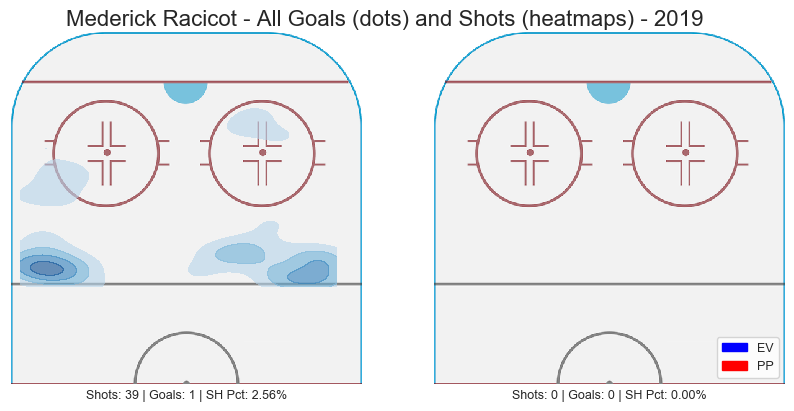 Mederick Racicot - All Goals (dots) and Shots (heatmaps) - 2019
EV
PP
Shots: 39 | Goals: 1 | SH Pct: 2.56%
Shots: 0 | Goals: 0 | SH Pct: 0.00%